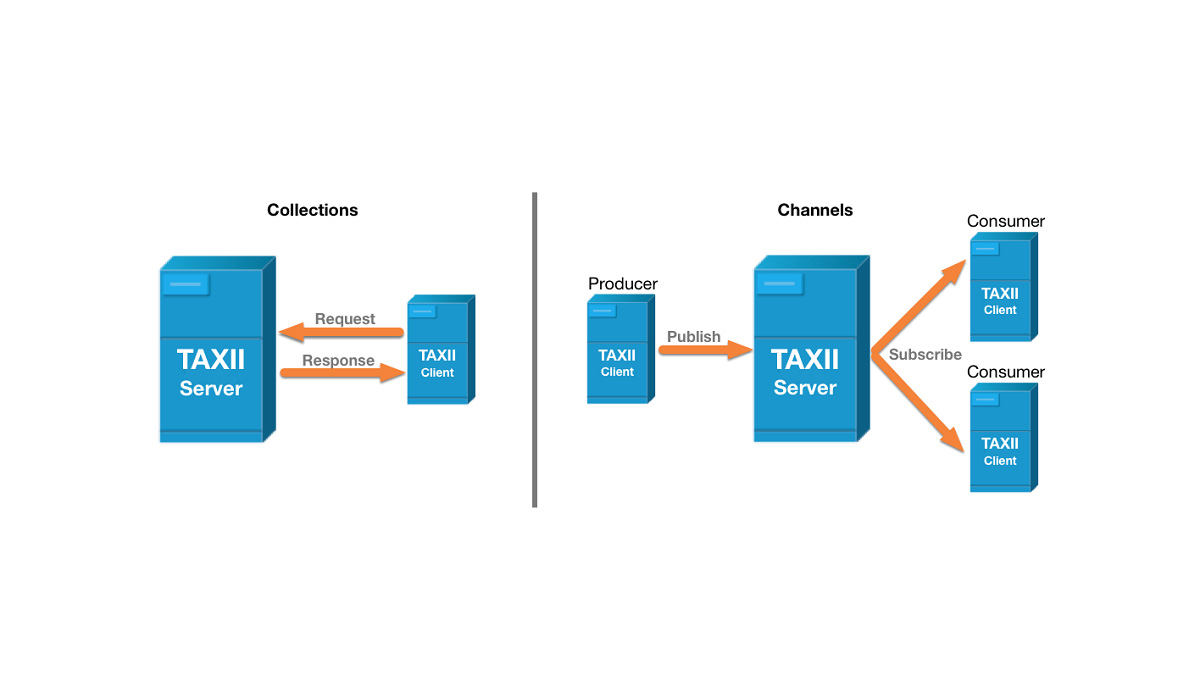 Collections
Request
Response
TAXII
Server
TAXII
Client
Channels
Producer
TAXII
Client
Publish
TAXII
Server
Subscribe
Consumer
TAXII
Client
Consumer
TAXII
Client